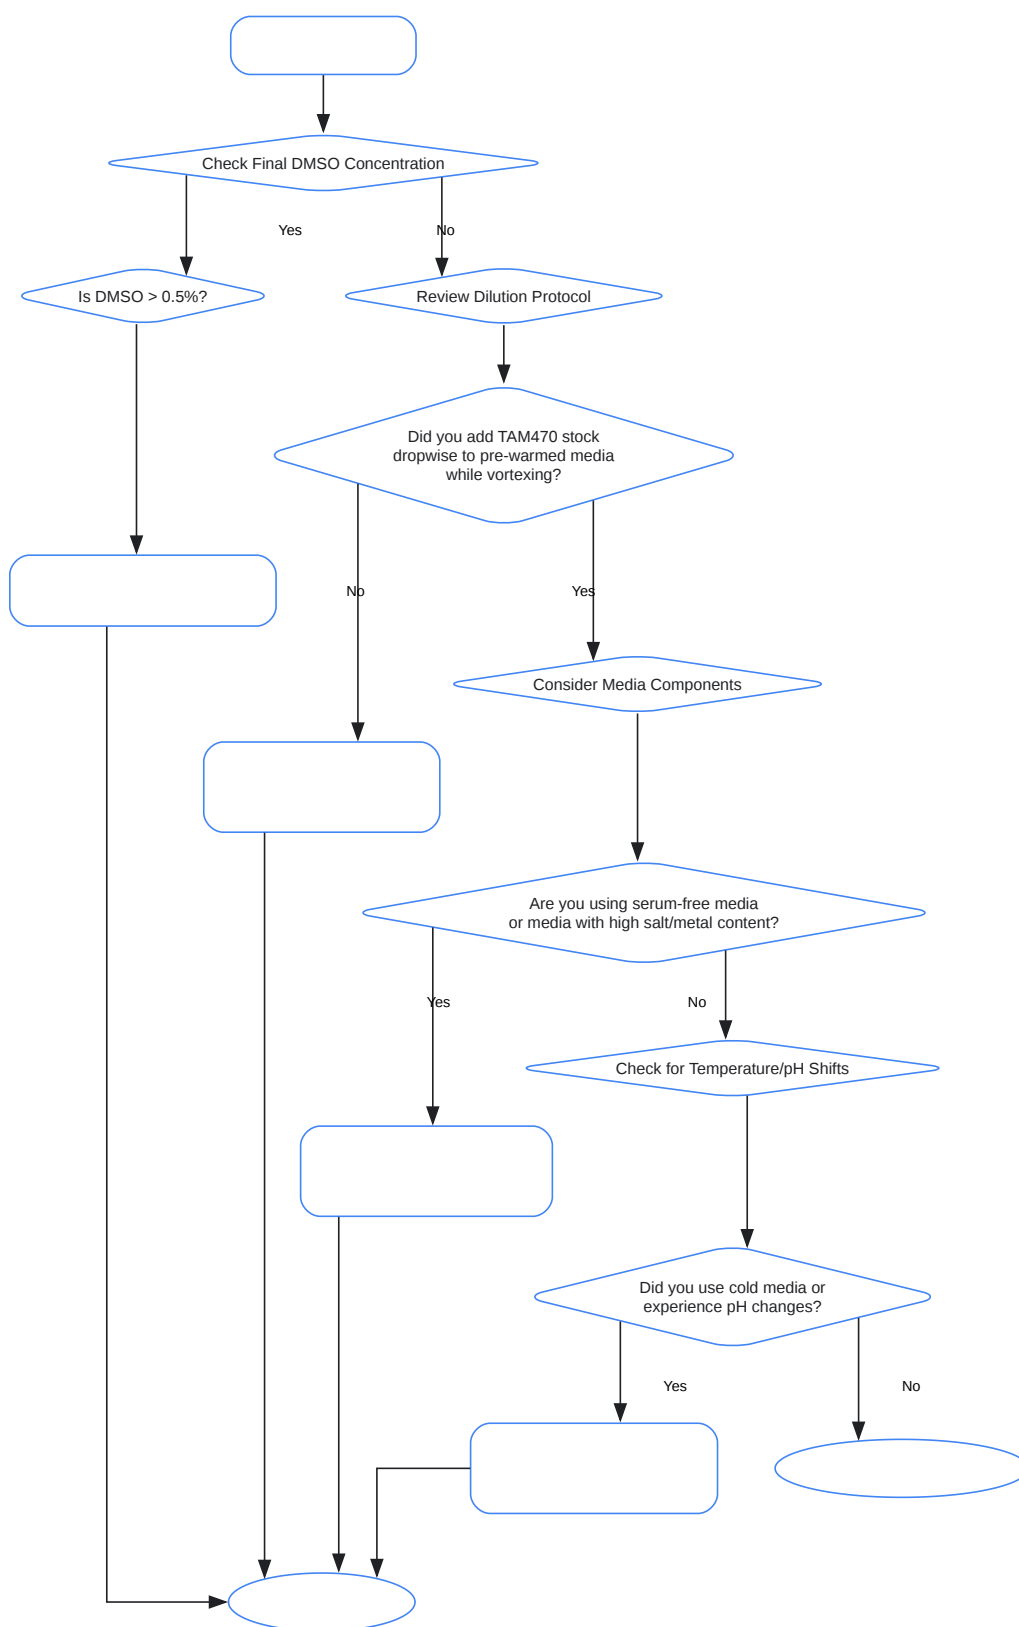 Check Final DMSO Concentration
Yes
No
Is DMSO > 0.5%?
Review Dilution Protocol
Did you add TAM470 stock
dropwise to pre-warmed media
while vortexing?
No
Yes
Consider Media Components
Are you using serum-free media
or media with high salt/metal content?
Yes
No
Check for Temperature/pH Shifts
Did you use cold media or
experience pH changes?
Yes
No